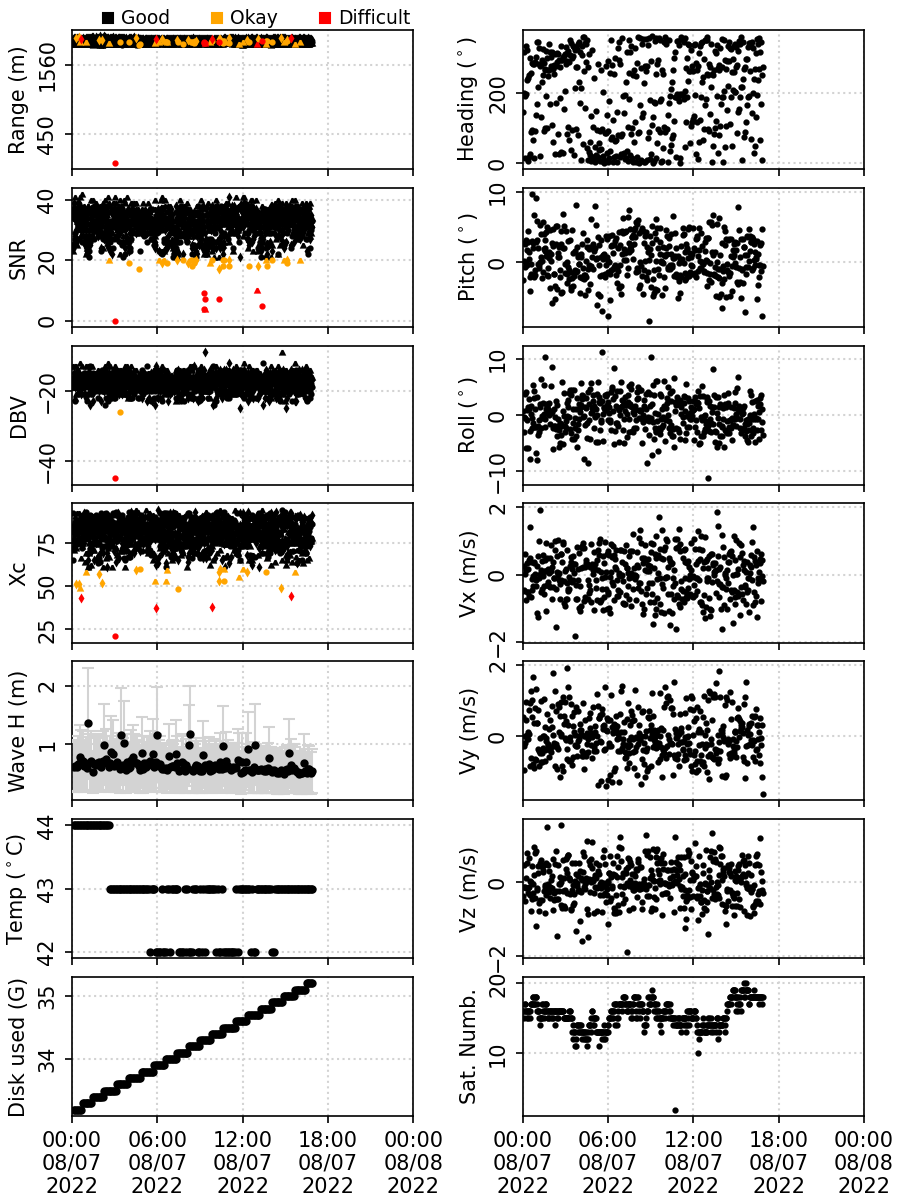 Good Okay Difficult
Range (m)
1560
450
SNR
40
20
0
DBV
−20
−40
Xc
75
50
25
Wave H (m)
2
1
Temp (°C)
44
43
42
Disk used (G)
35
34
00:00 06:00 12:00 18:00 00:00
08/07 08/07 08/07 08/07 08/08
2022 2022 2022 2022 2022
Heading (°)
200
0
Pitch (°)
10
0
Roll (°)
10
0
−10
Vx (m/s)
2
0
−2
Vy (m/s)
2
0
Vz (m/s)
0
−2
Sat. Numb.
20
10
00:00 06:00 12:00 18:00 00:00
08/07 08/07 08/07 08/07 08/08
2022 2022 2022 2022 2022